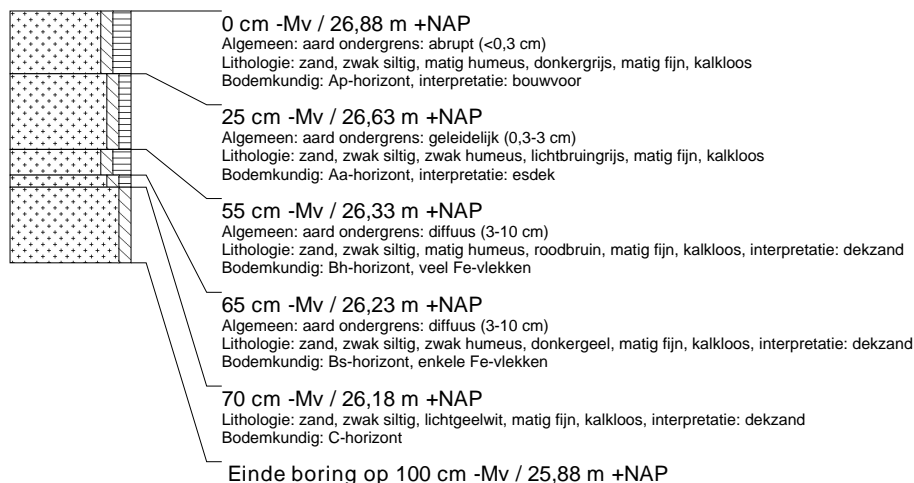 0 cm -Mv / 26,88 m +NAP
Algemeen: aard ondergrens: abrupt (<0,3 cm)
Lithologie: zand, zwak siltig, matig humeus, donkergrijs, matig fijn, kalkloos
Bodemkundig: Ap-horizont, interpretatie: bouwvoor
25 cm -Mv / 26,63 m +NAP
Algemeen: aard ondergrens: geleidelijk (0,3-3 cm)
Lithologie: zand, zwak siltig, zwak humeus, lichtbruingrijs, matig fijn, kalkloos
Bodemkundig: Aa-horizont, interpretatie: esdek
55 cm -Mv / 26,33 m +NAP
Algemeen: aard ondergrens: diffuus (3-10 cm)
Lithologie: zand, zwak siltig, matig humeus, roodbruin, matig fijn, kalkloos, interpretatie: dekzand
Bodemkundig: Bh-horizont, veel Fe-vlekken
65 cm -Mv / 26,23 m +NAP
Algemeen: aard ondergrens: diffuus (3-10 cm)
Lithologie: zand, zwak siltig, zwak humeus, donkergeel, matig fijn, kalkloos, interpretatie: dekzand
Bodemkundig: Bs-horizont, enkele Fe-vlekken
70 cm -Mv / 26,18 m +NAP
Lithologie: zand, zwak siltig, lichtgeelwit, matig fijn, kalkloos, interpretatie: dekzand
Bodemkundig: C-horizont
Einde boring op 100 cm -Mv / 25,88 m +NAP